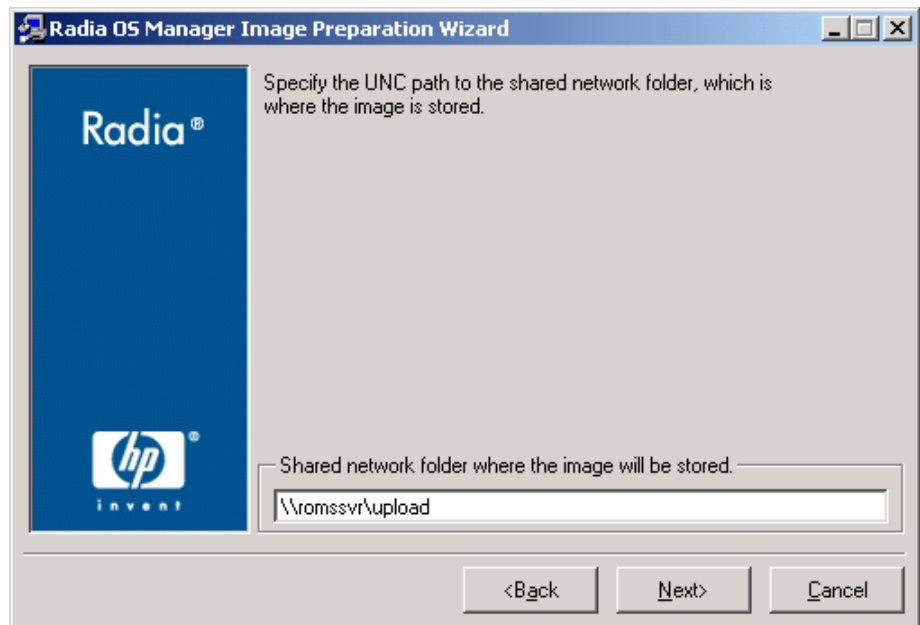 Radia OS Manager Image Preparation Wizard
Specify the UNC path to the shared network folder, which is
where the image is stored.
Radia®
hp®
invent
Shared network folder where the image will be stored.
\\romssvr\upload
<Back
Next>
Cancel